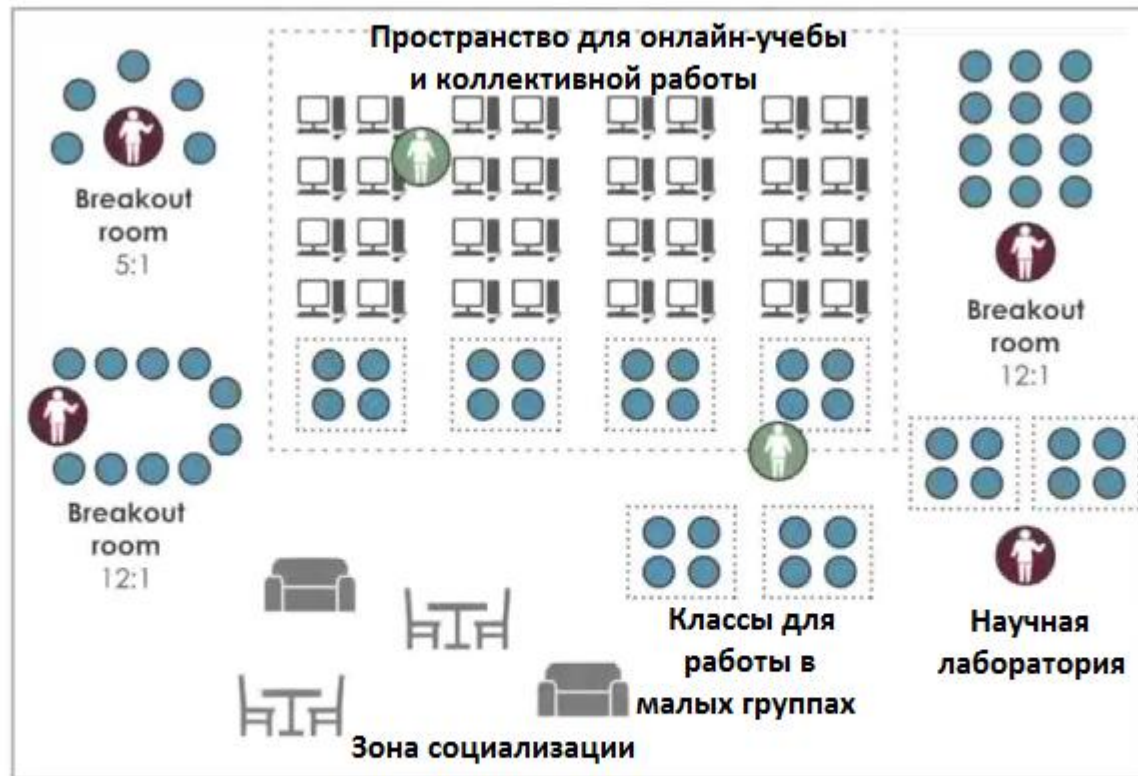 Пространство для онлайн-учебы
и коллективной работы
Breakout
room
5:1
Breakout
room
12:1
Breakout
room
12:1
Классы для
работы в
малых группах
Научная
лаборатория
Зона социализации